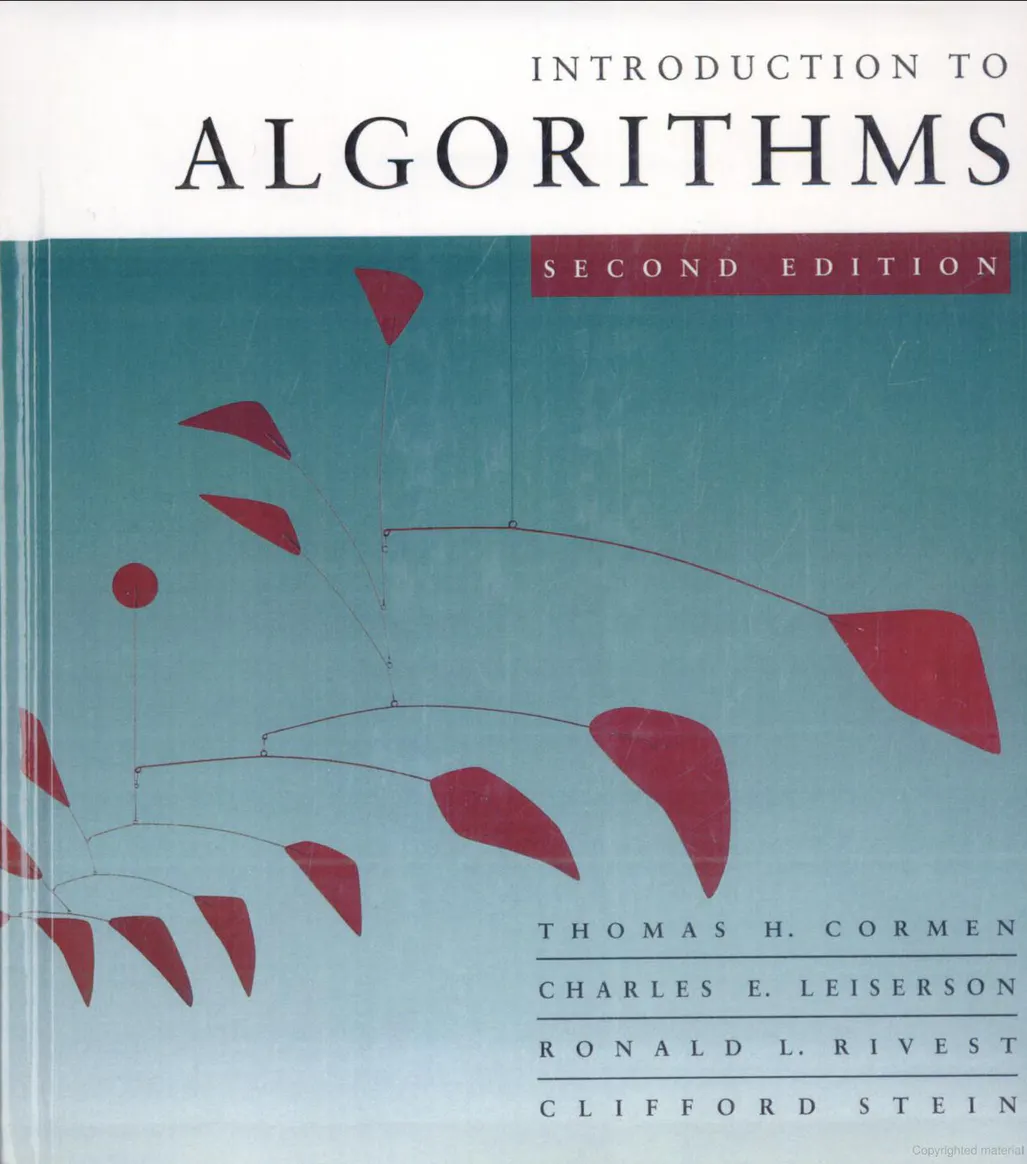 INTRODUCTION TO
ALGORITHMS
SECOND EDITION
THOMAS H. CORMEN
CHARLES E. LEISERSON
RONALD L. RIVEST
CLIFFORD STEIN
Copyrighted material